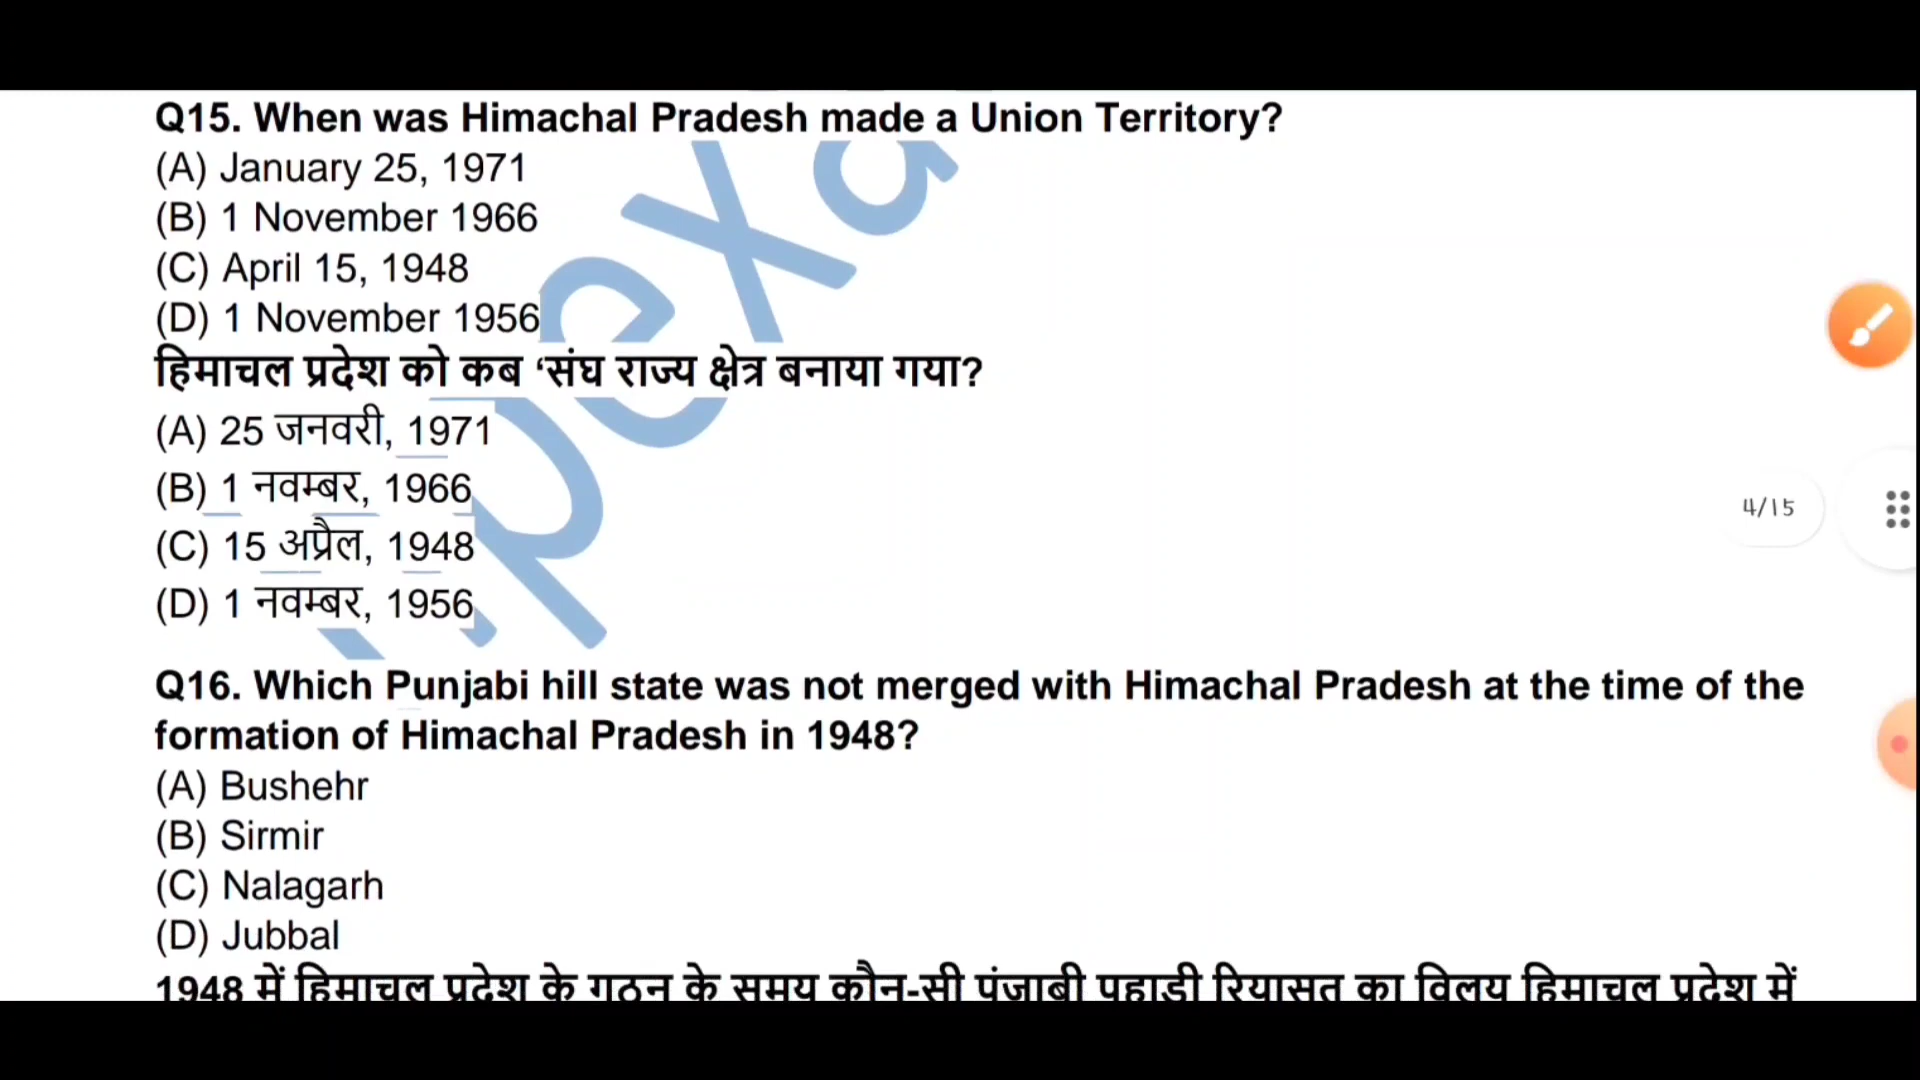 Q15. When was Himachal Pradesh made a Union Territory?
(A) January 25, 1971
(B) 1 November 1966
(C) April 15, 1948
(D) 1 November 1956
हिमाचल प्रदेश को कब ‘संघ राज्य क्षेत्र बनाया गया?
(A) 25 जनवरी, 1971
(B) 1 नवम्बर, 1966
(C) 15 अप्रैल, 1948
(D) 1 नवम्बर, 1956
4/15
Q16. Which Punjabi hill state was not merged with Himachal Pradesh at the time of the
formation of Himachal Pradesh in 1948?
(A) Bushehr
(B) Sirmir
(C) Nalagarh
(D) Jubbal
1948 में हिमाचल प्रदेश के गठन के समय कौन-सी पंजाबी पहाड़ी रियासत का विलय हिमाचल प्रदेश में